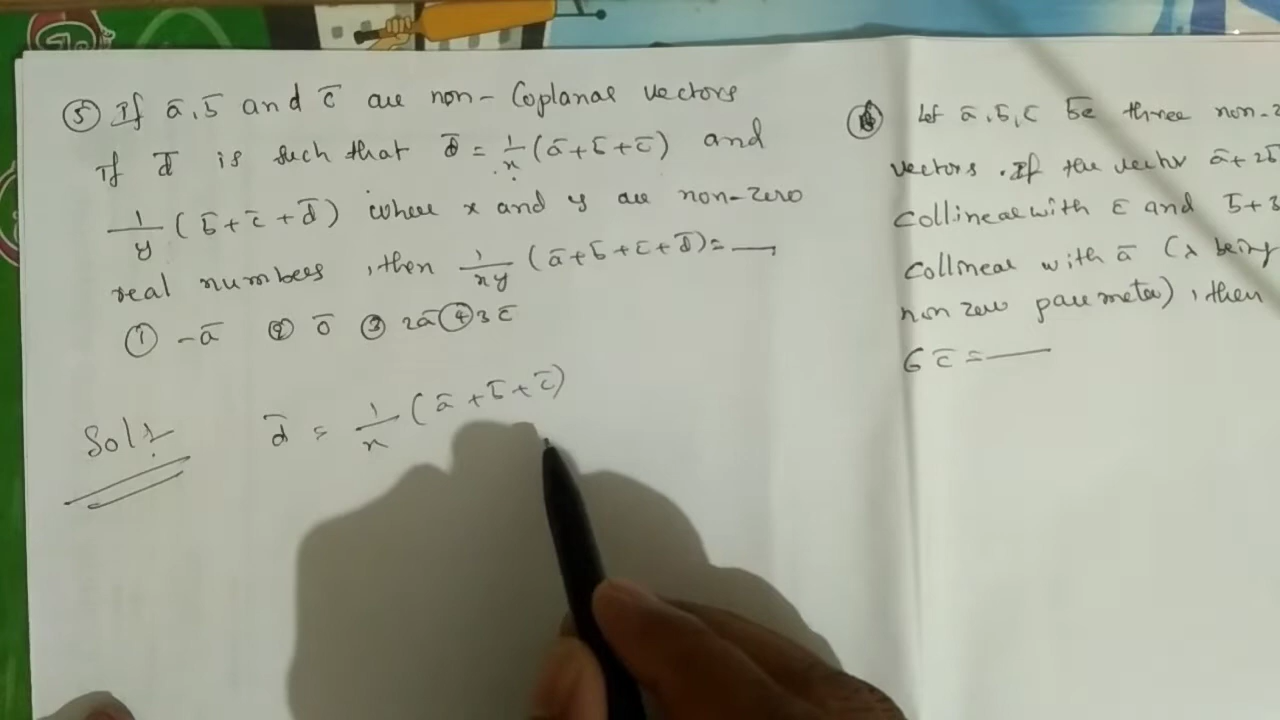 ⑤ If ā, b̄ and c̄ are non-Coplanar vectors
if d̄ is such that d̄ = 1/x (ā+b̄+c̄) and
1/y (b̄+c̄+d̄) where x and y are non-zero
real numbers, then 1/xy (ā+b̄+c̄+d̄)= —,
① -ā ② ō ③ 2ā ④ 3c̄
Sol:
d̄ = 1/x (ā+b̄+c̄)
Let ā, b̄, c be three non-z
vectors. If the vector ā+2b̄
collinear with c̄ and b̄+3
collinear with ā (λ being
non zero parameter), then
6c̄ = —